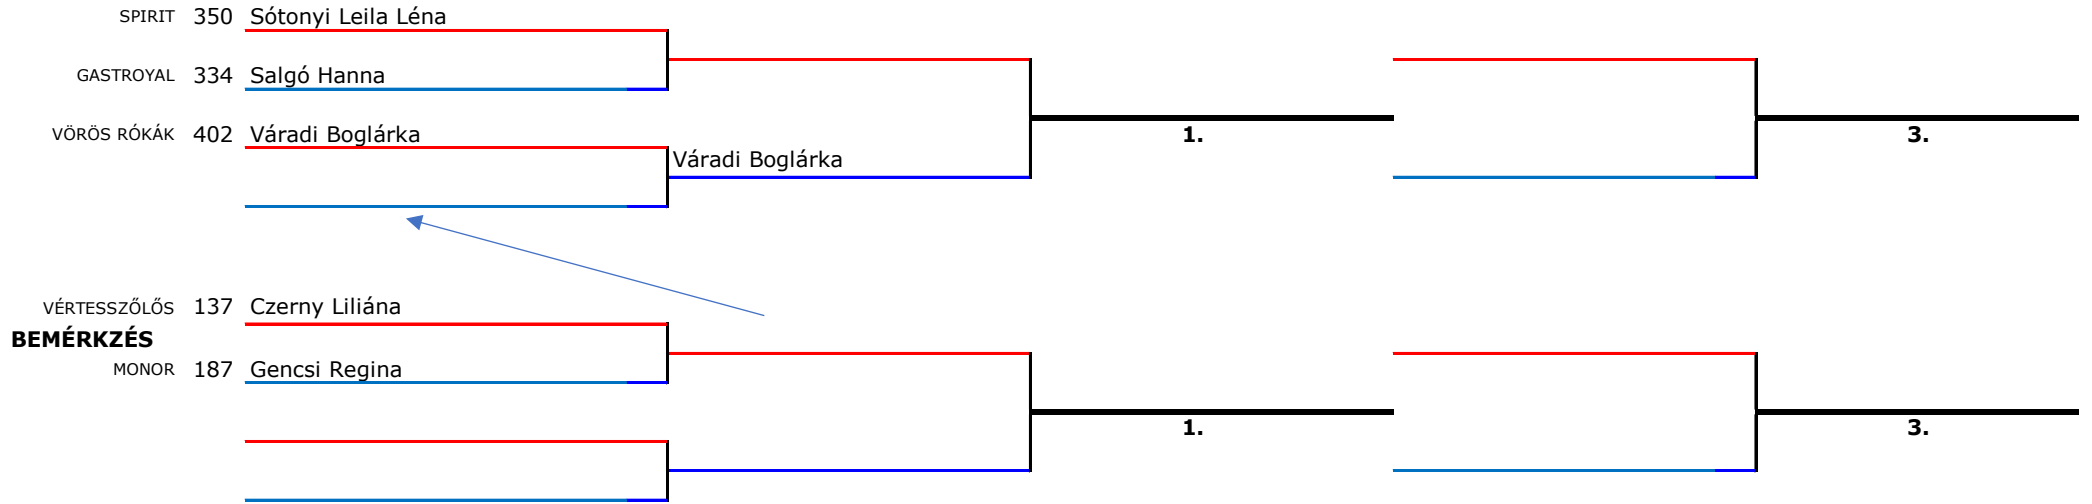 SPIRIT 350 Sótonyi Leila Léna
GASTROYAL 334 Salgó Hanna
VÖRÖS RÓKÁK 402 Váradi Boglárka 1. 3.
Váradi Boglárka
VÉRTESSZŐLŐS 137 Czerny Liliána
BEMÉRKZÉS
MONOR 187 Gencsi Regina
1. 3.